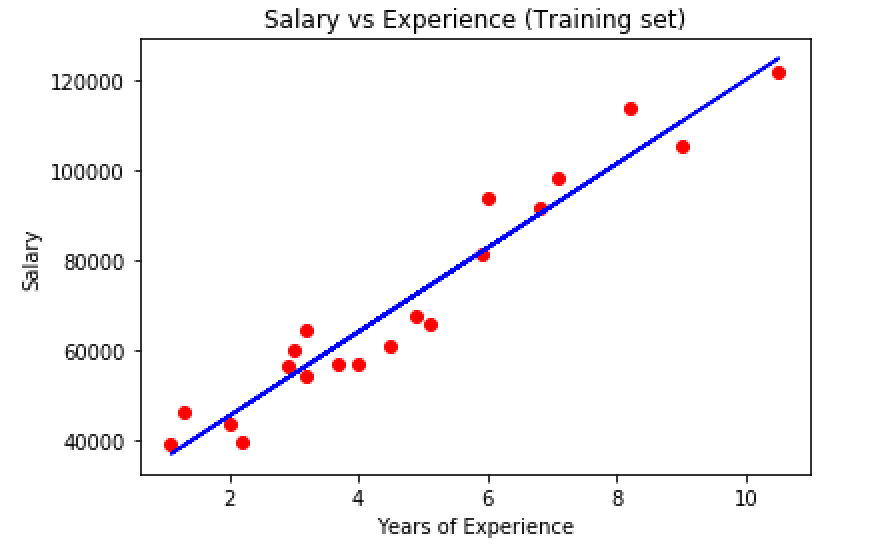 Salary vs Experience (Training set)
120000
100000
80000
60000
40000
Salary
2 4 6 8 10
Years of Experience